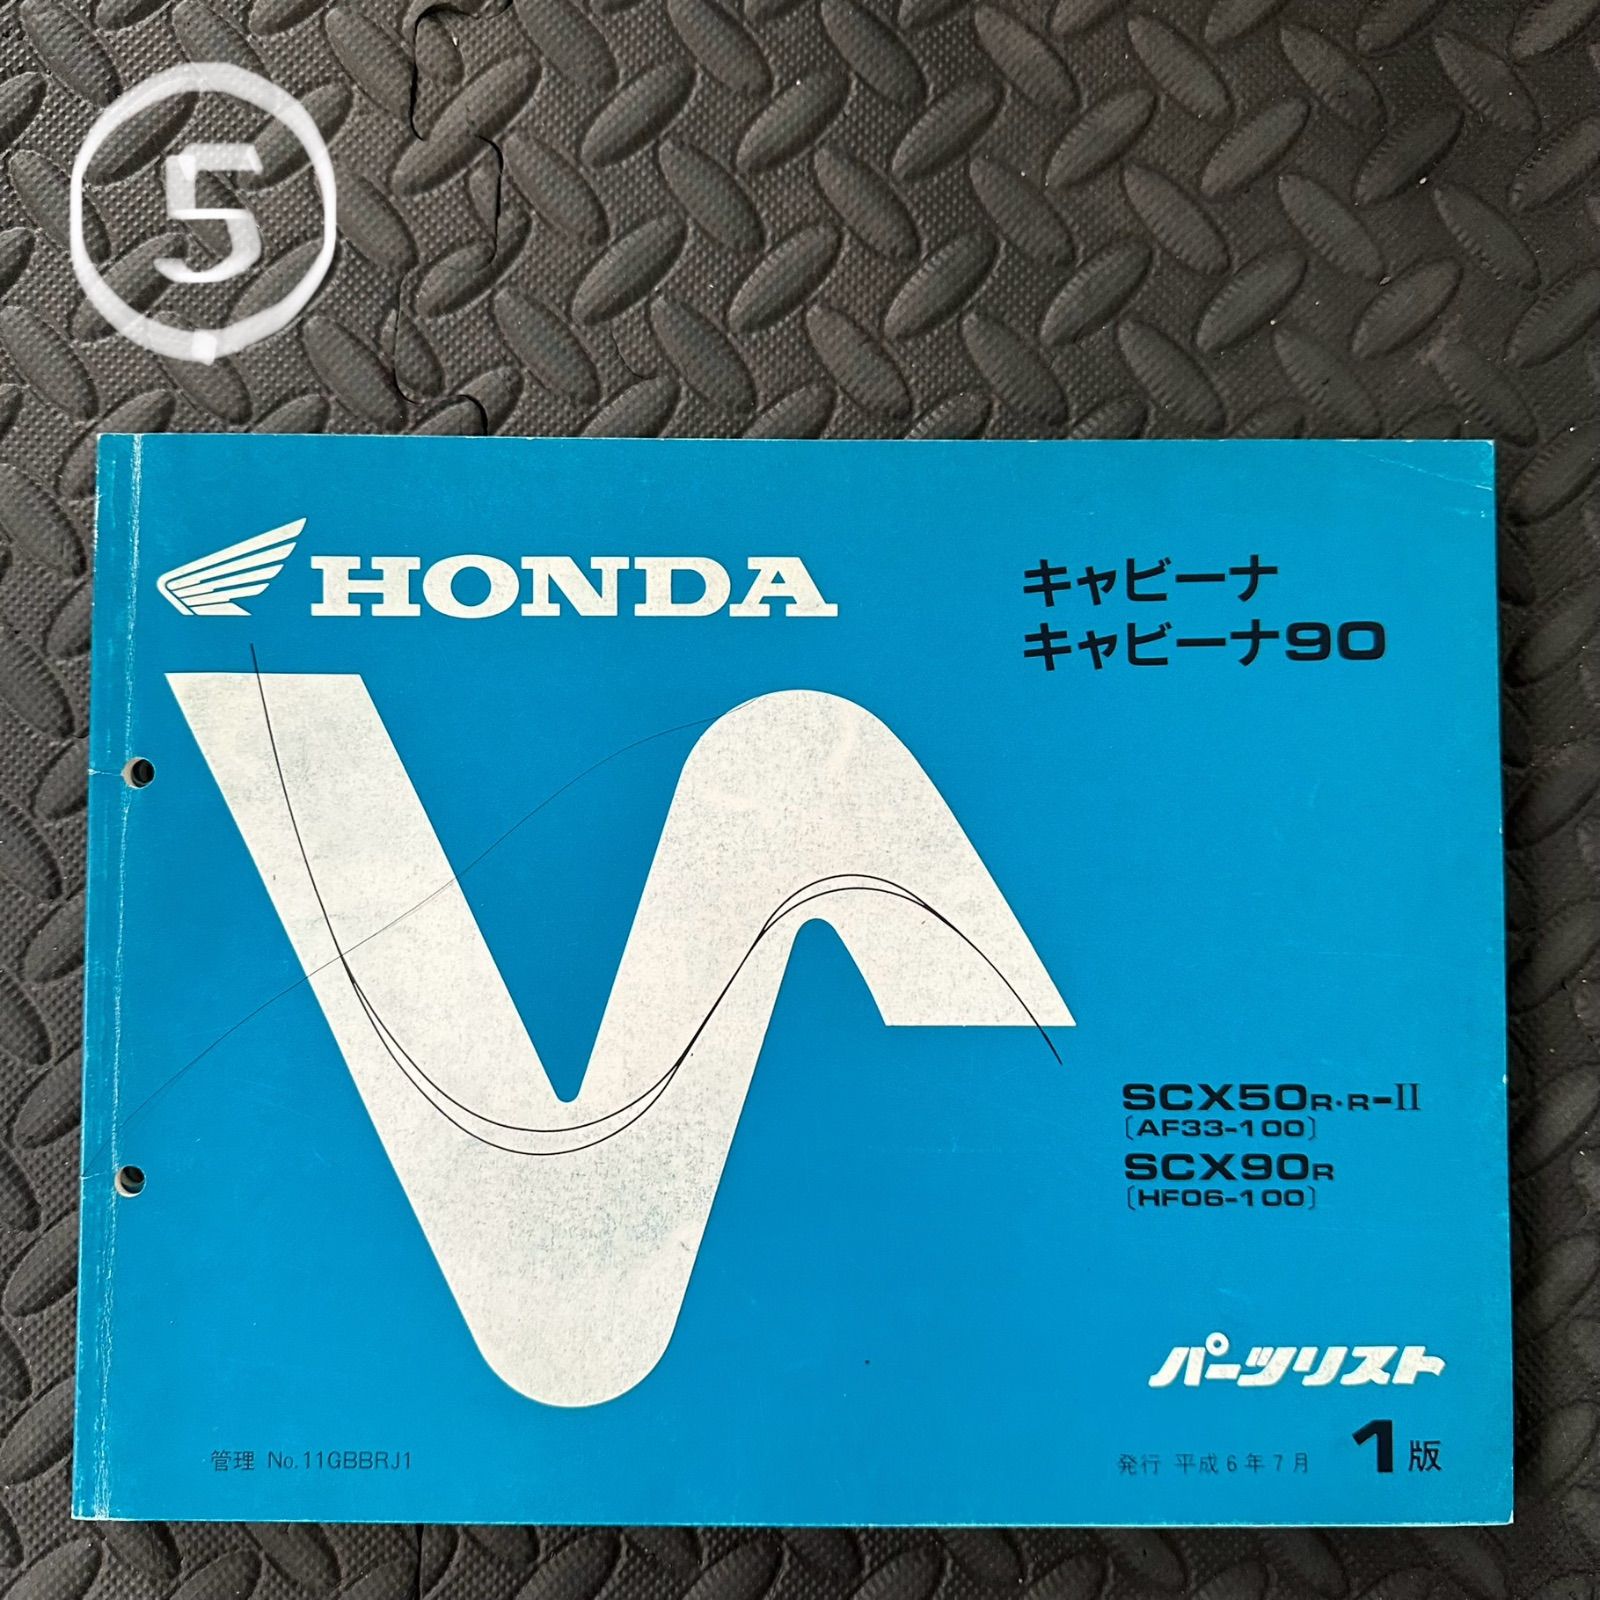 5
HONDA
キャビーナ
キャビーナ90
SCX50R・R-II
〔AF33-100〕
SCX90R
〔HF06-100〕
パーツリスト
管理 No.11GBBRJ1
発行 平成6年7月 1版